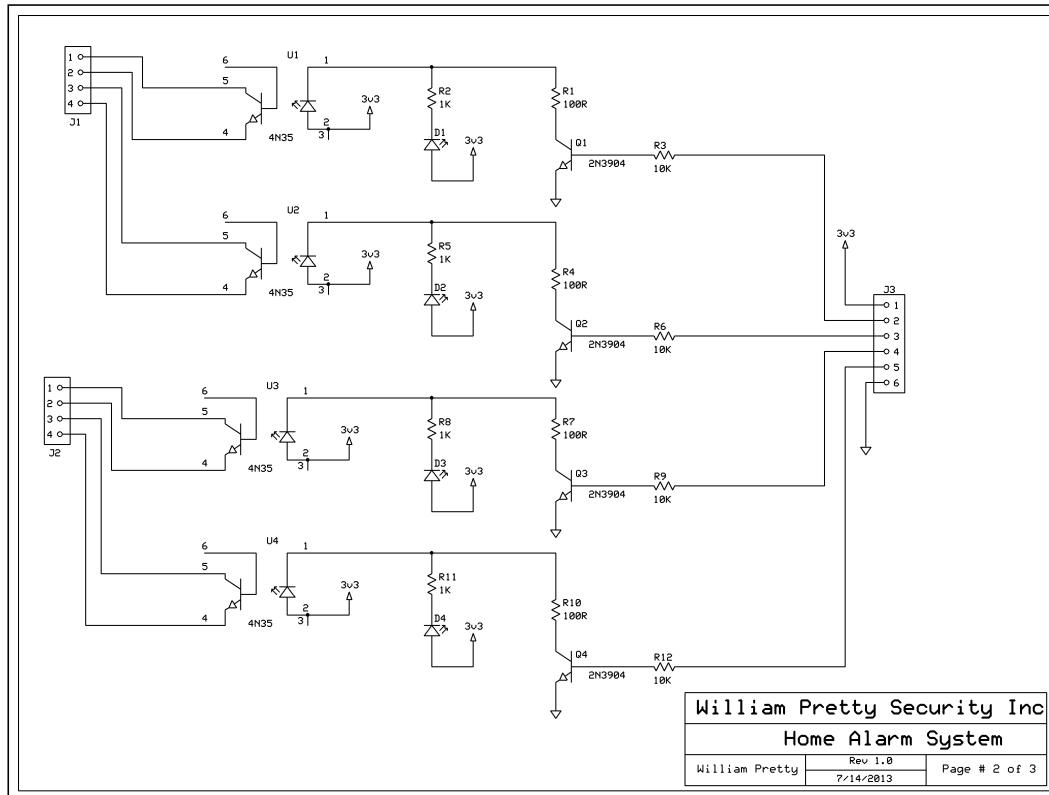 U1
6
1
5
4
2
3
4N35
3v3
R2
1K
D1
3v3
R1
100R
Q1
2N3904
R3
10K
1
2
3
4
J1
U2
6
1
5
4
2
3
4N35
3v3
R5
1K
D2
3v3
R4
100R
Q2
2N3904
R6
10K
3v3
J3
1
2
3
4
5
6
U3
6
1
5
4
2
3
4N35
3v3
R8
1K
D3
3v3
R7
100R
Q3
2N3904
R9
10K
1
2
3
4
J2
U4
6
1
5
4
2
3
4N35
3v3
R11
1K
D4
3v3
R10
100R
Q4
2N3904
R12
10K
William Pretty Security Inc
Home Alarm System
William Pretty
Rev 1.0
7/14/2013
Page # 2 of 3